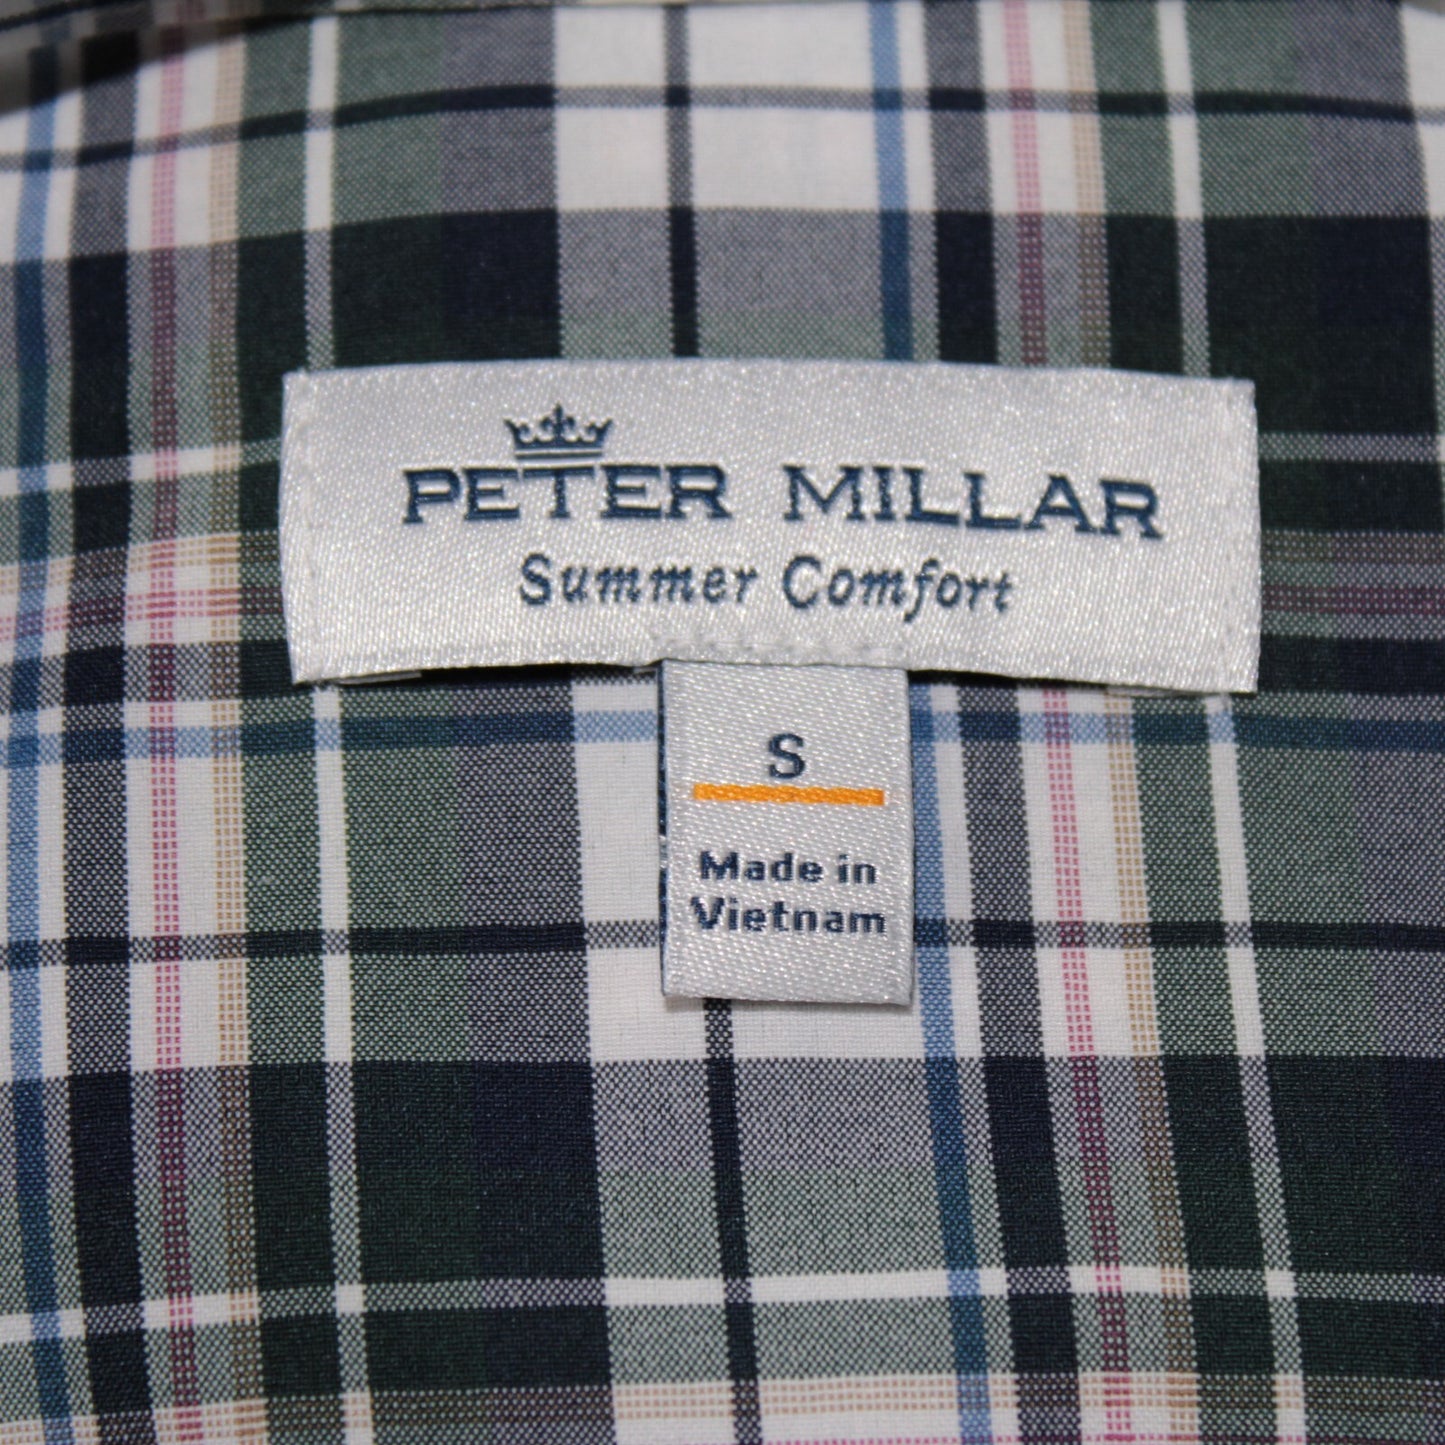 PETER MILLAR
Summer Comfort
S
Made in
Vietnam